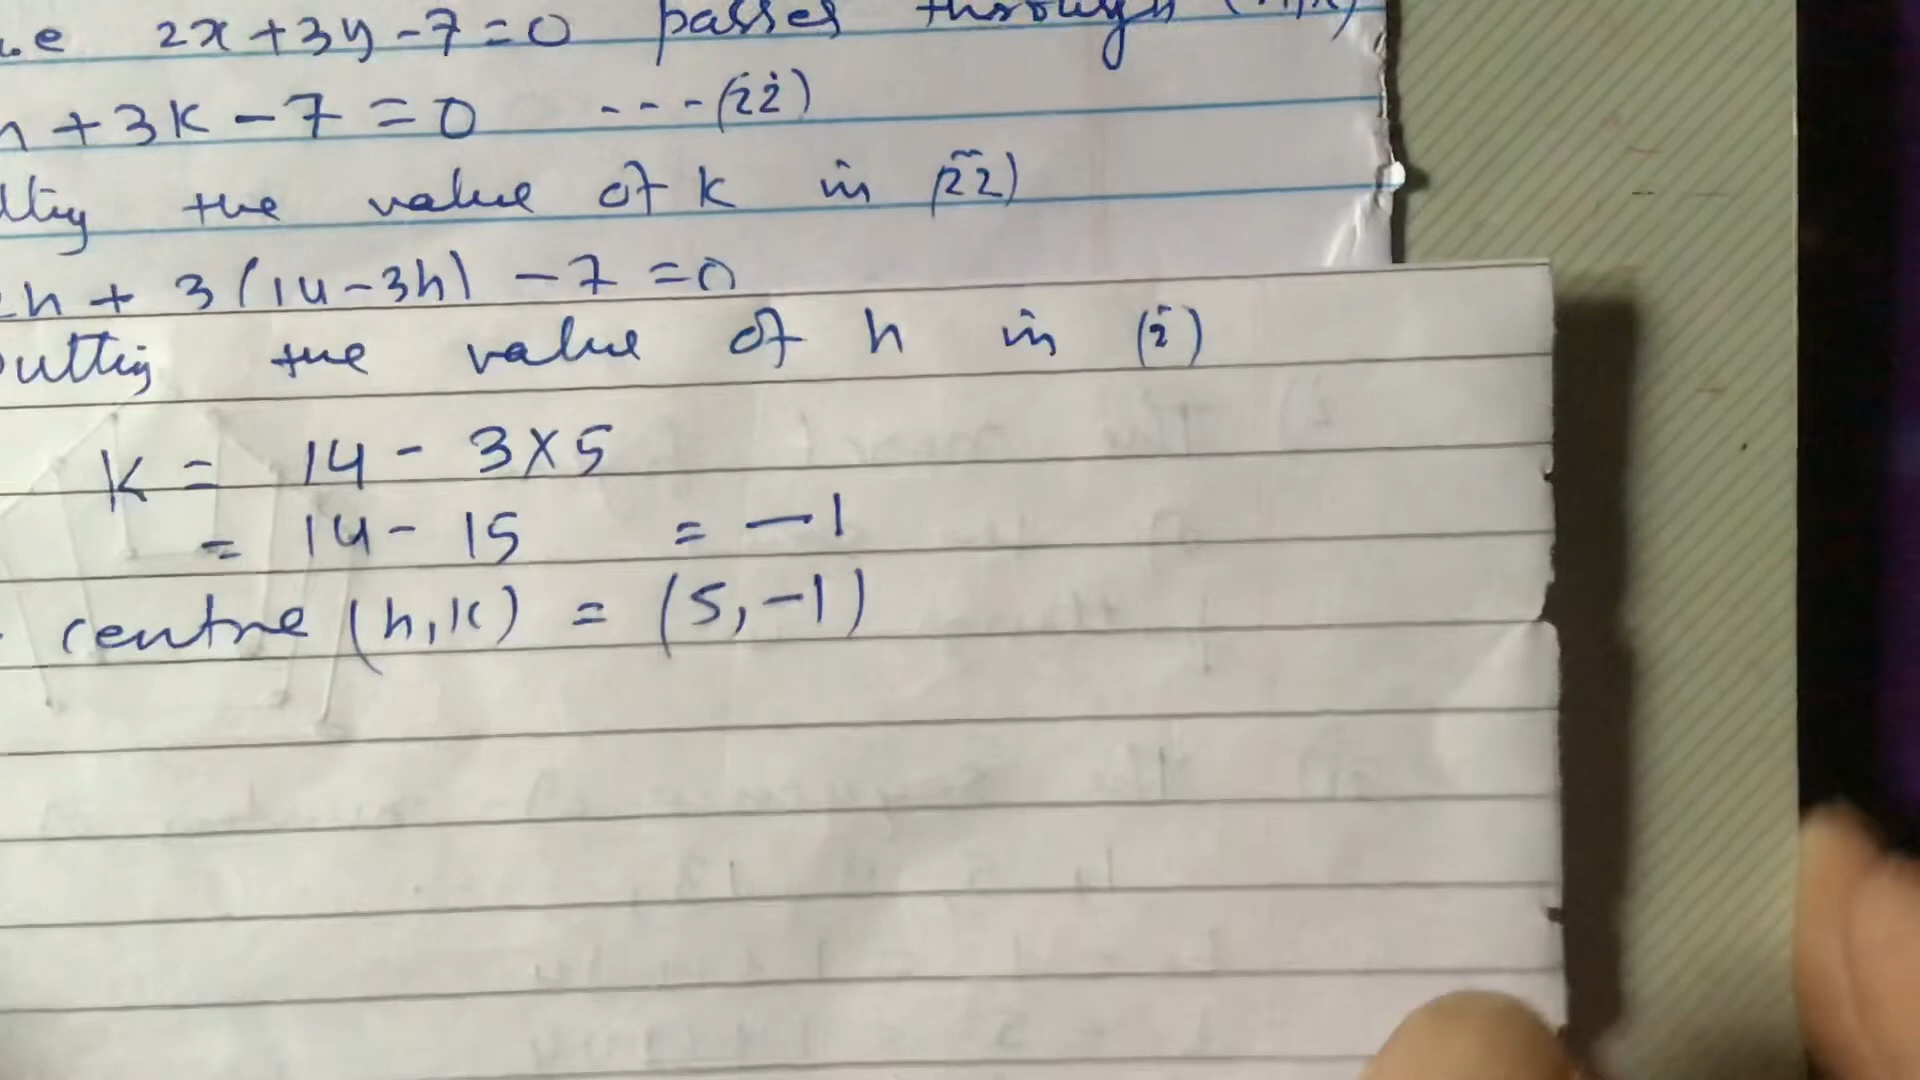 2x+3y-7=0 passes through
+3k-7=0 ---(ii)
the value of k in (ii)
h + 3(14-3h) -7=0
the value of h in (i)
k = 14 - 3×5
= 14 - 15 = -1
centre (h,k) = (5,-1)